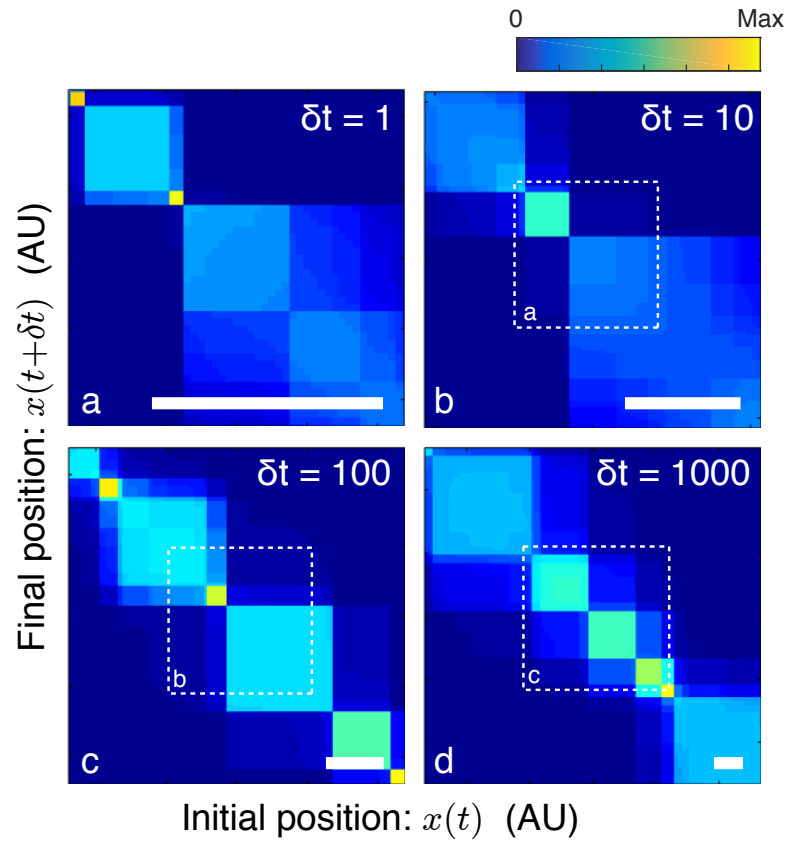 0 Max
δt = 1
δt = 10
a
a
b
δt = 100
δt = 1000
b
c
c
d
Final position: x(t+δt) (AU)
Initial position: x(t) (AU)